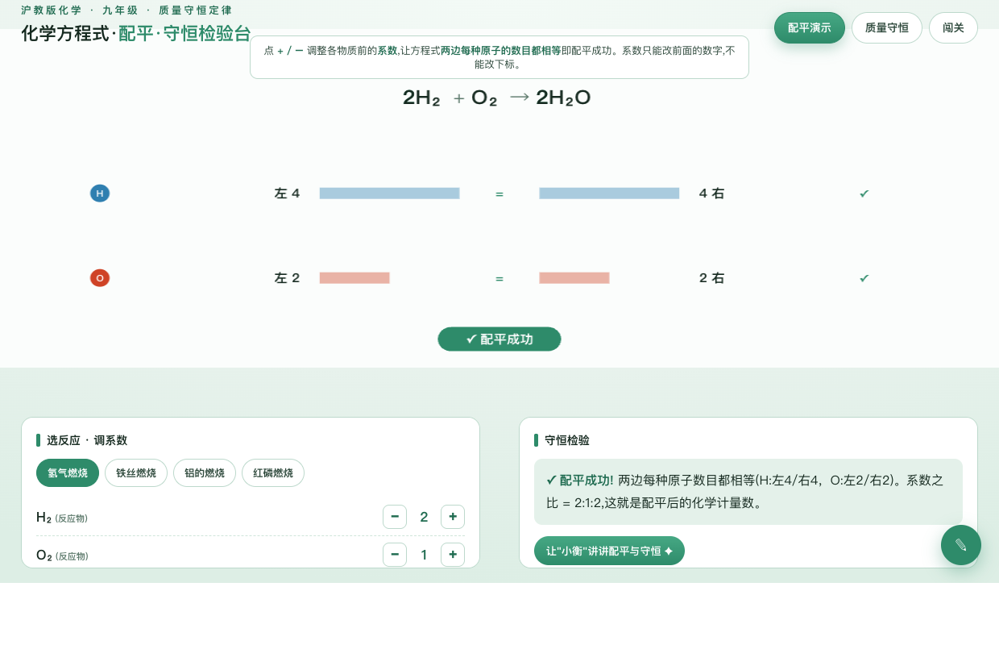 沪教版化学 · 九年级 · 质量守恒定律
化学方程式·配平·守恒检验台
配平演示
质量守恒
闯关
点 + / − 调整各物质前的系数,让方程式两边每种原子的数目都相等即配平成功。系数只能改前面的数字,不
能改下标。
2H₂ + O₂ → 2H₂O
H 左 4 = 4 右 ✓
O 左 2 = 2 右 ✓
✓ 配平成功
选反应 · 调系数
氢气燃烧 铁丝燃烧 铝的燃烧 红磷燃烧
H₂ (反应物) − 2 +
O₂ (反应物) − 1 +
守恒检验
✓ 配平成功! 两边每种原子数目都相等(H:左4/右4，O:左2/右2)。系数之
比 = 2:1:2,这就是配平后的化学计量数。
让"小衡"讲讲配平与守恒 ✦
✎